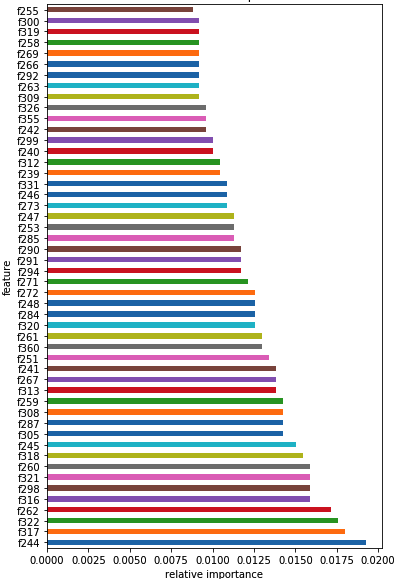 f255
f300
f319
f258
f269
f266
f292
f263
f309
f326
f355
f242
f299
f240
f312
f239
f331
f246
f273
f247
f253
f285
f290
f291
f294
f271
f272
f248
f284
f320
f261
f360
f251
f241
f267
f313
f259
f308
f287
f305
f245
f318
f260
f321
f298
f316
f262
f322
f317
f244
feature
0.0000 0.0025 0.0050 0.0075 0.0100 0.0125 0.0150 0.0175 0.0200
relative importance